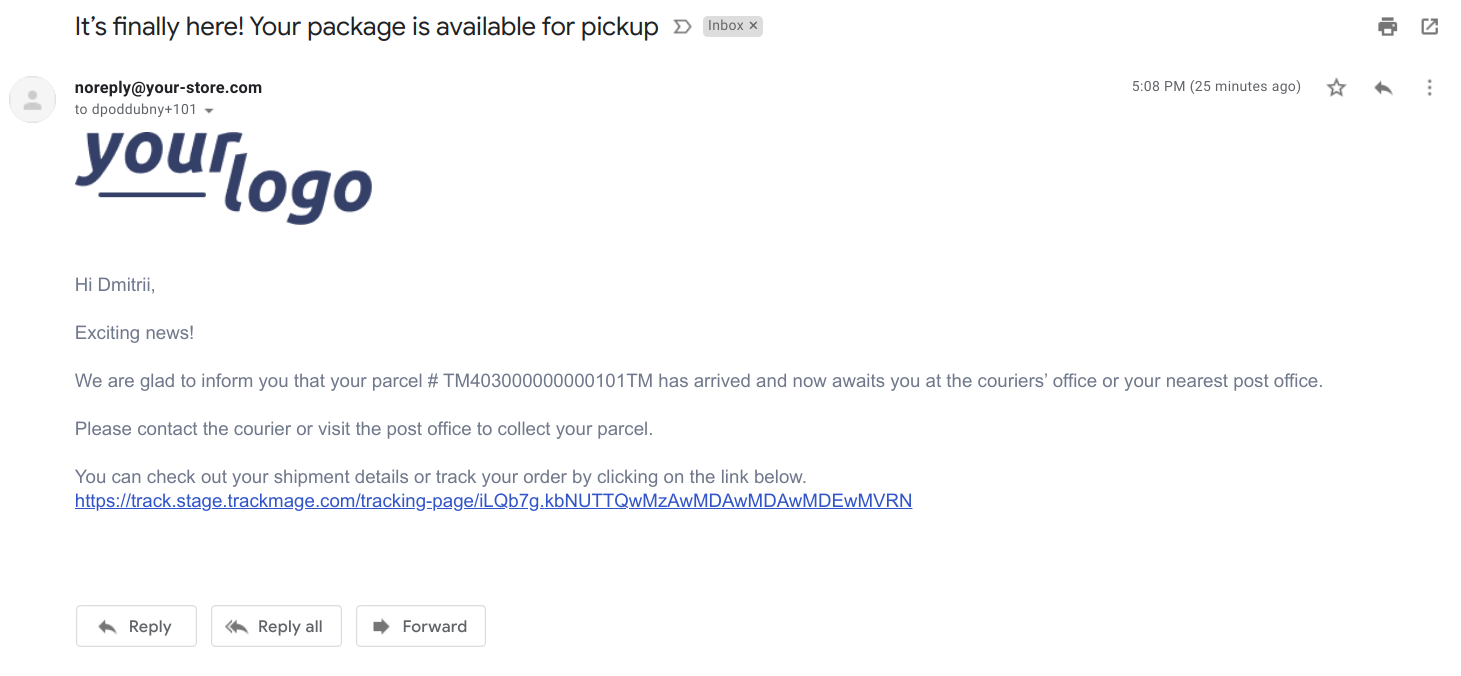 It’s finally here! Your package is available for pickup Inbox ×
noreply@your-store.com 5:08 PM (25 minutes ago)
to dpoddubny+101
your
logo
Hi Dmitrii,
Exciting news!
We are glad to inform you that your parcel # TM403000000000101TM has arrived and now awaits you at the couriers’ office or your nearest post office.
Please contact the courier or visit the post office to collect your parcel.
You can check out your shipment details or track your order by clicking on the link below.
https://track.stage.trackmage.com/tracking-page/iLQb7g.kbNUTTQwMzAwMDAwMDAwMDEwMVRN
Reply Reply all Forward